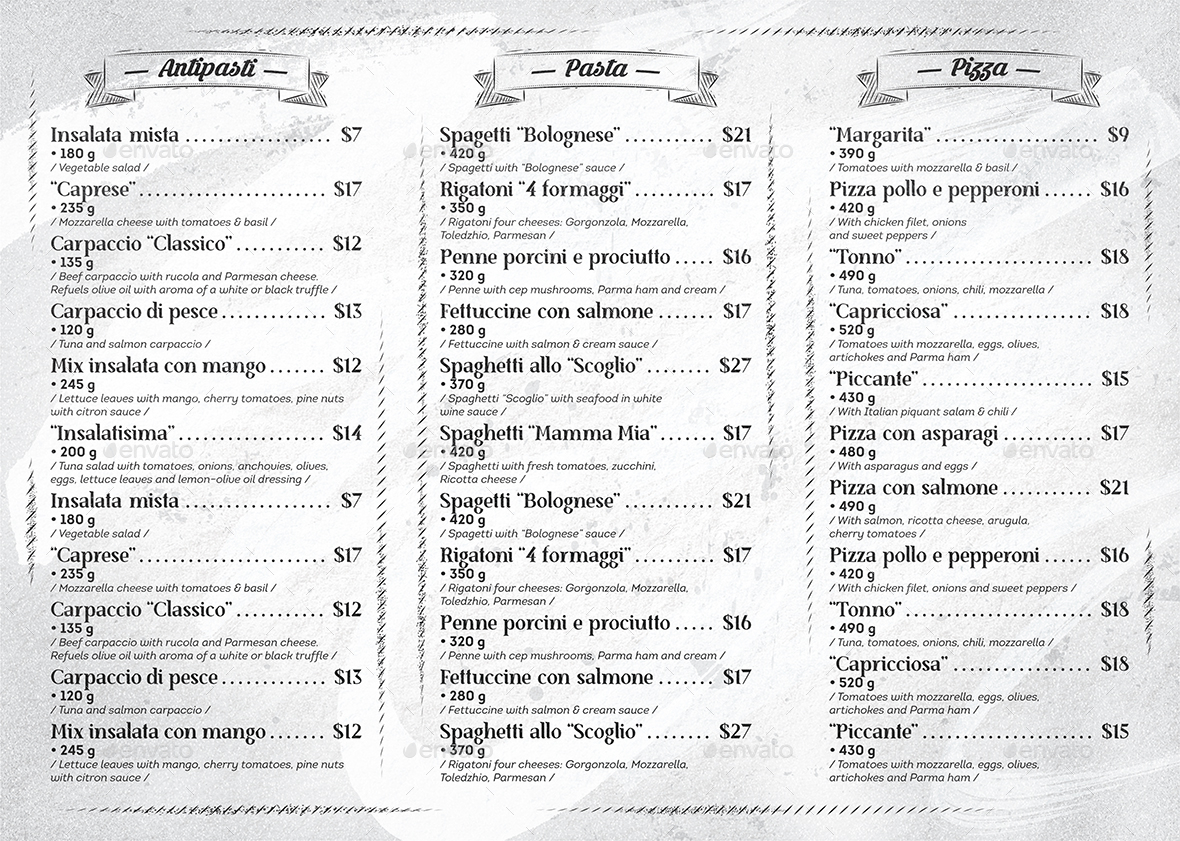 — Antipasti —
Insalata mista .................... $7
• 180 g
/ Vegetable salad /
“Caprese” .................... $17
• 235 g
/ Mozzarella cheese with tomatoes & basil /
Carpaccio “Classico” ........... $12
• 135 g
/ Beef carpaccio with rucola and Parmesan cheese.
Refuels olive oil with aroma of a white or black truffle /
Carpaccio di pesce ............. $13
• 120 g
/ Tuna and salmon carpaccio /
Mix insalata con mango ....... $12
• 245 g
/ Lettuce leaves with mango, cherry tomatoes, pine nuts
with citron sauce /
“Insalatisima” ................. $14
• 200 g
/ Tuna salad with tomatoes, onions, anchovies, olives,
eggs, lettuce leaves and lemon-olive oil dressing /
Insalata mista .................... $7
• 180 g
/ Vegetable salad /
“Caprese” .................... $17
• 235 g
/ Mozzarella cheese with tomatoes & basil /
Carpaccio “Classico” ........... $12
• 135 g
/ Beef carpaccio with rucola and Parmesan cheese.
Refuels olive oil with aroma of a white or black truffle /
Carpaccio di pesce ............. $13
• 120 g
/ Tuna and salmon carpaccio /
Mix insalata con mango ....... $12
• 245 g
/ Lettuce leaves with mango, cherry tomatoes, pine nuts
with citron sauce /
— Pasta —
Spagetti “Bolognese” ............ $21
• 420 g
/ Spagetti with “Bolognese” sauce /
Rigatoni “4 formaggi” .......... $17
• 350 g
/ Rigatoni four cheeses: Gorgonzola, Mozzarella,
Toledzhio, Parmesan /
Penne porcini e prociutto ..... $16
• 320 g
/ Penne with cep mushrooms, Parma ham and cream /
Fettuccine con salmone ....... $17
• 280 g
/ Fettuccine with salmon & cream sauce /
Spaghetti allo “Scoglio” ........ $27
• 370 g
/ Spaghetti “Scoglio” with seafood in white
wine sauce /
Spaghetti “Mamma Mia” ....... $17
• 420 g
/ Spaghetti with fresh tomatoes, zucchini,
Ricotta cheese /
Spagetti “Bolognese” ............ $21
• 420 g
/ Spagetti with “Bolognese” sauce /
Rigatoni “4 formaggi” .......... $17
• 350 g
/ Rigatoni four cheeses: Gorgonzola, Mozzarella,
Toledzhio, Parmesan /
Penne porcini e prociutto ..... $16
• 320 g
/ Penne with cep mushrooms, Parma ham and cream /
Fettuccine con salmone ....... $17
• 280 g
/ Fettuccine with salmon & cream sauce /
Spaghetti allo “Scoglio” ........ $27
• 370 g
/ Rigatoni four cheeses: Gorgonzola, Mozzarella,
Toledzhio, Parmesan /
— Pizza —
“Margarita” ..................... $9
• 390 g
/ Tomatoes with mozzarella & basil /
Pizza pollo e pepperoni ...... $16
• 420 g
/ With chicken filet, onions
and sweet peppers /
“Tonno” ........................ $18
• 490 g
/ Tuna, tomatoes, onions, chili, mozzarella /
“Capricciosa” .................. $18
• 520 g
/ Tomatoes with mozzarella, eggs, olives,
artichokes and Parma ham /
“Piccante” ...................... $15
• 430 g
/ With Italian piquant salam & chili /
Pizza con asparagi ........... $17
• 480 g
/ With asparagus and eggs /
Pizza con salmone ........... $21
• 490 g
/ With salmon, ricotta cheese, arugula,
cherry tomatoes /
Pizza pollo e pepperoni ...... $16
• 420 g
/ With chicken filet, onions and sweet peppers /
“Tonno” ........................ $18
• 490 g
/ Tuna, tomatoes, onions, chili, mozzarella /
“Capricciosa” .................. $18
• 520 g
/ Tomatoes with mozzarella, eggs, olives,
artichokes and Parma ham /
“Piccante” ...................... $15
• 430 g
/ Tomatoes with mozzarella, eggs, olives,
artichokes and Parma ham /
envato
envato
envato
envato
envato
envato
envato
envato
envato
envato
envato
envato